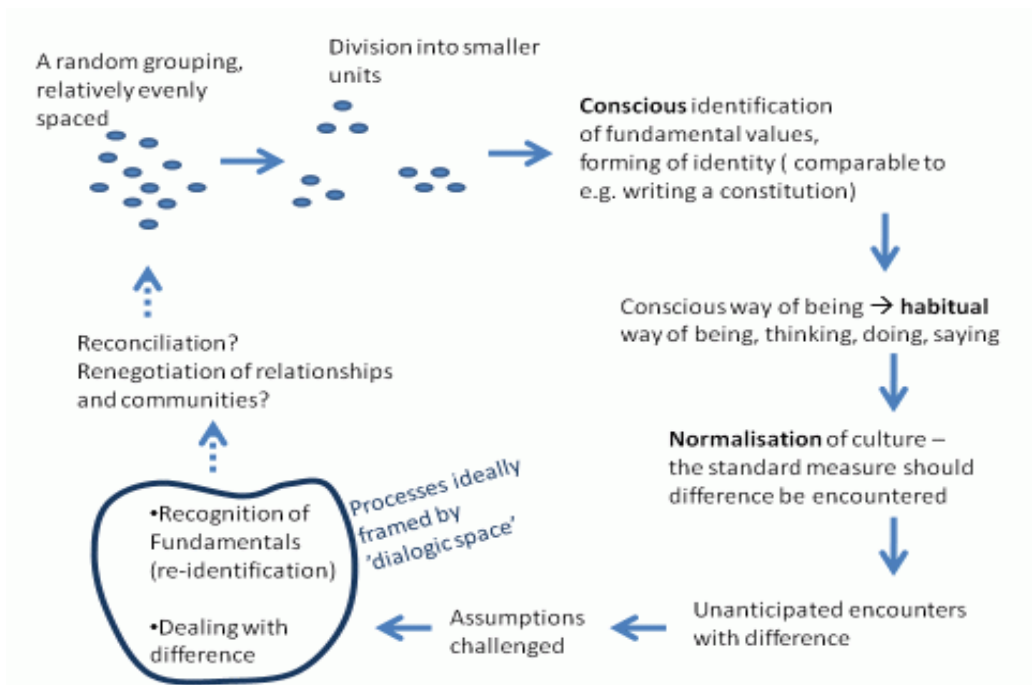 A random grouping,
relatively evenly
spaced
Division into smaller
units
Conscious identification
of fundamental values,
forming of identity ( comparable to
e.g. writing a constitution)
Conscious way of being → habitual
way of being, thinking, doing, saying
Normalisation of culture –
the standard measure should
difference be encountered
Unanticipated encounters
with difference
Assumptions
challenged
•Recognition of
Fundamentals
(re-identification)
•Dealing with
difference
Processes ideally
framed by
'dialogic space'
Reconciliation?
Renegotiation of relationships
and communities?